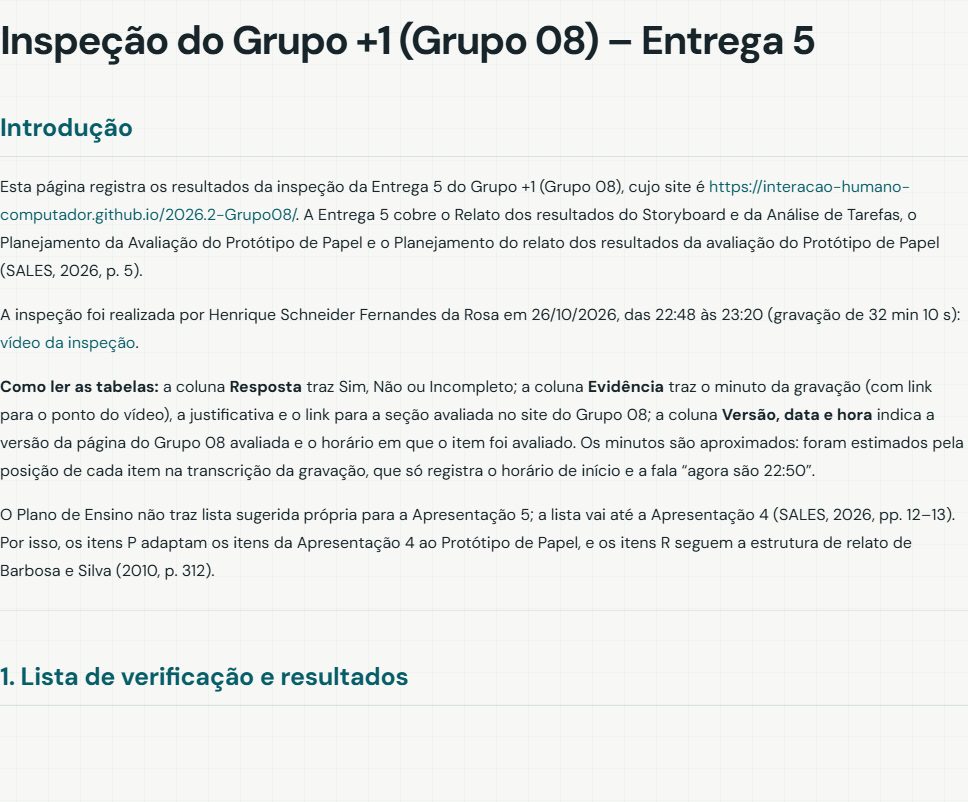 Inspeção do Grupo +1 (Grupo 08) – Entrega 5
Introdução
Esta página registra os resultados da inspeção da Entrega 5 do Grupo +1 (Grupo 08), cujo site é https://interacao-humano-
computador.github.io/2026.2-Grupo08/. A Entrega 5 cobre o Relato dos resultados do Storyboard e da Análise de Tarefas, o
Planejamento da Avaliação do Protótipo de Papel e o Planejamento do relato dos resultados da avaliação do Protótipo de Papel
(SALES, 2026, p. 5).
A inspeção foi realizada por Henrique Schneider Fernandes da Rosa em 26/10/2026, das 22:48 às 23:20 (gravação de 32 min 10 s):
vídeo da inspeção.
Como ler as tabelas: a coluna Resposta traz Sim, Não ou Incompleto; a coluna Evidência traz o minuto da gravação (com link
para o ponto do vídeo), a justificativa e o link para a seção avaliada no site do Grupo 08; a coluna Versão, data e hora indica a
versão da página do Grupo 08 avaliada e o horário em que o item foi avaliado. Os minutos são aproximados: foram estimados pela
posição de cada item na transcrição da gravação, que só registra o horário de início e a fala “agora são 22:50”.
O Plano de Ensino não traz lista sugerida própria para a Apresentação 5; a lista vai até a Apresentação 4 (SALES, 2026, pp. 12–13).
Por isso, os itens P adaptam os itens da Apresentação 4 ao Protótipo de Papel, e os itens R seguem a estrutura de relato de
Barbosa e Silva (2010, p. 312).
1. Lista de verificação e resultados